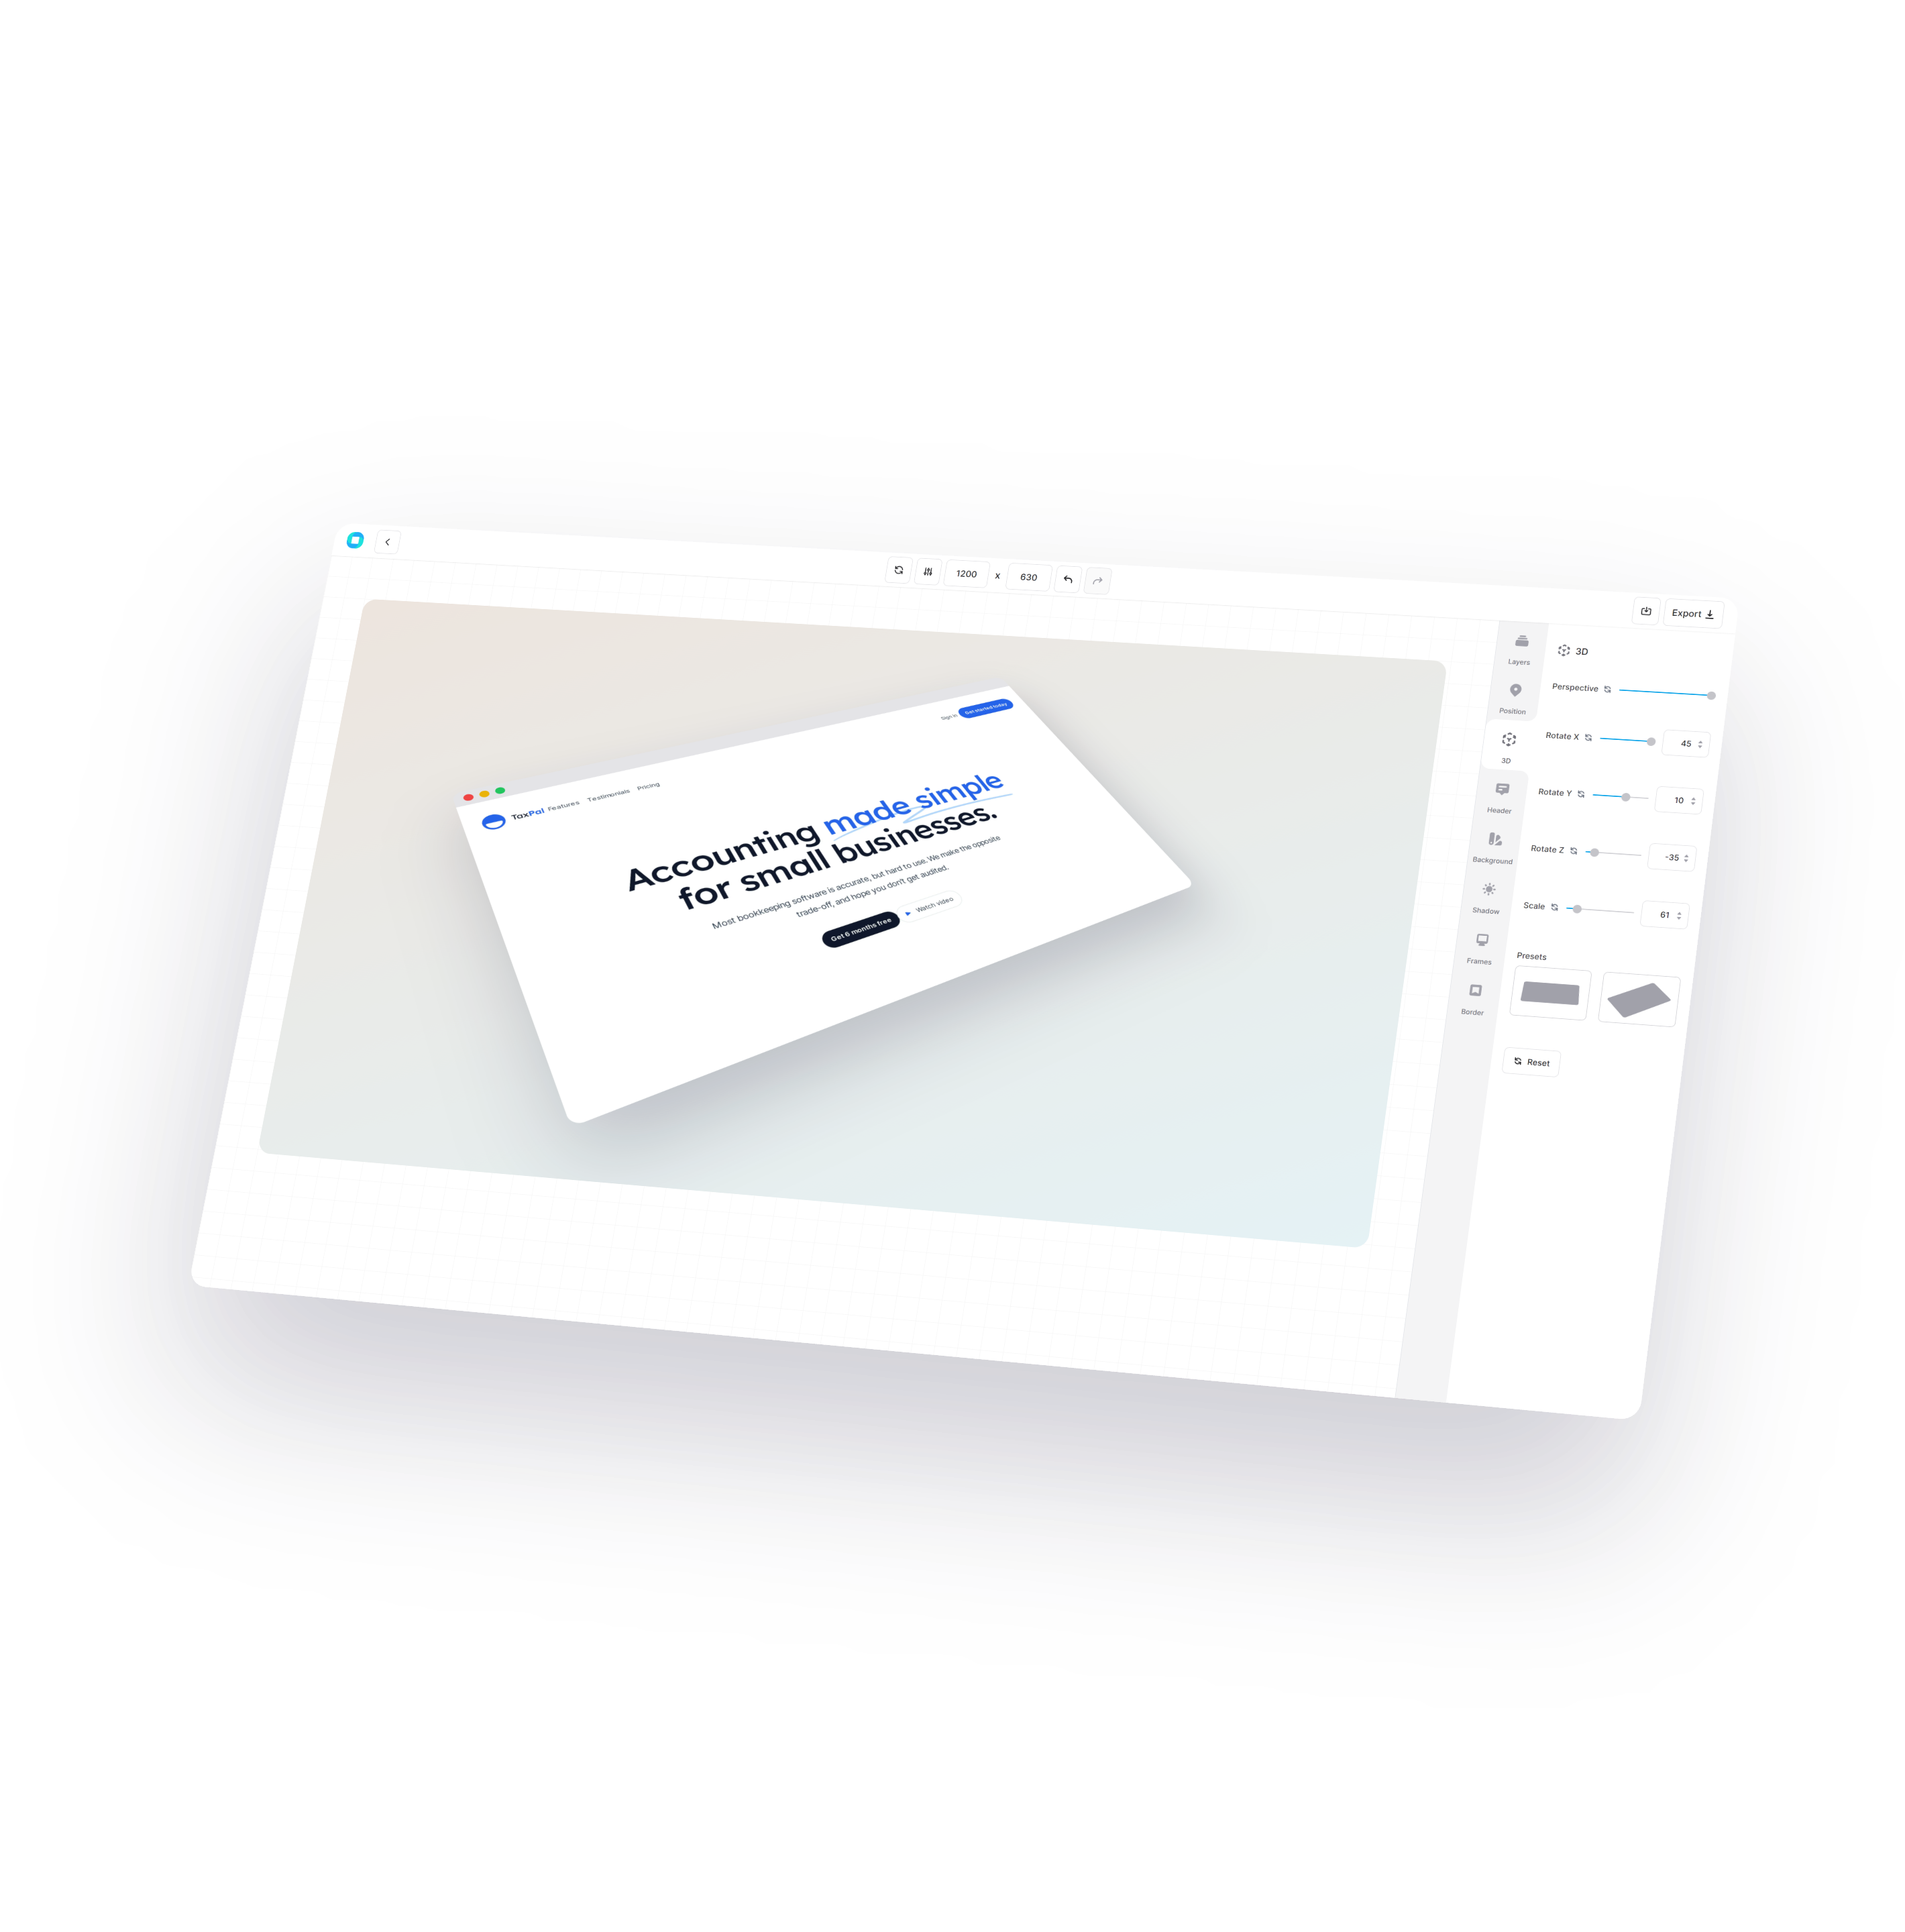 1200 x 630
Export
TaxPal Features Testimonials Pricing
Sign in Get started today
Accounting made simple
for small businesses.
Most bookkeeping software is accurate, but hard to use. We make the opposite
trade-off, and hope you don't get audited.
Get 6 months free Watch video
Layers
Position
3D
Header
Background
Shadow
Frames
Border
3D
Perspective
Rotate X 45
Rotate Y 10
Rotate Z -35
Scale 61
Presets
Reset